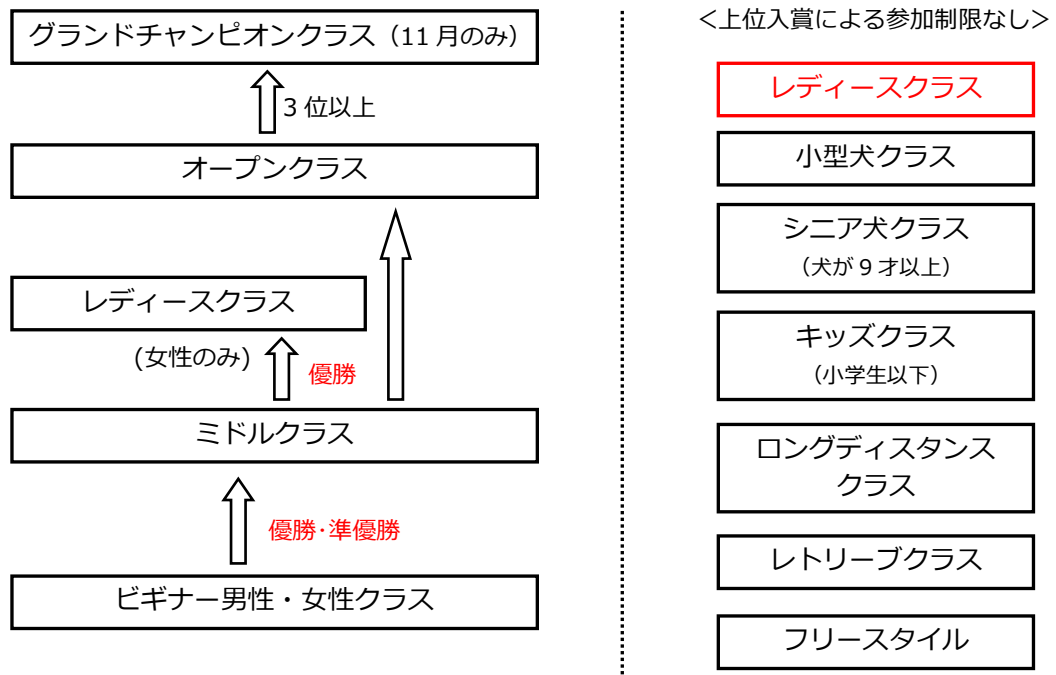 グランドチャンピオンクラス（11月のみ）
3位以上
オープンクラス
レディースクラス
(女性のみ)
優勝
ミドルクラス
優勝･準優勝
ビギナー男性・女性クラス
＜上位入賞による参加制限なし＞
レディースクラス
小型犬クラス
シニア犬クラス
（犬が9才以上）
キッズクラス
（小学生以下）
ロングディスタンス
クラス
レトリーブクラス
フリースタイル